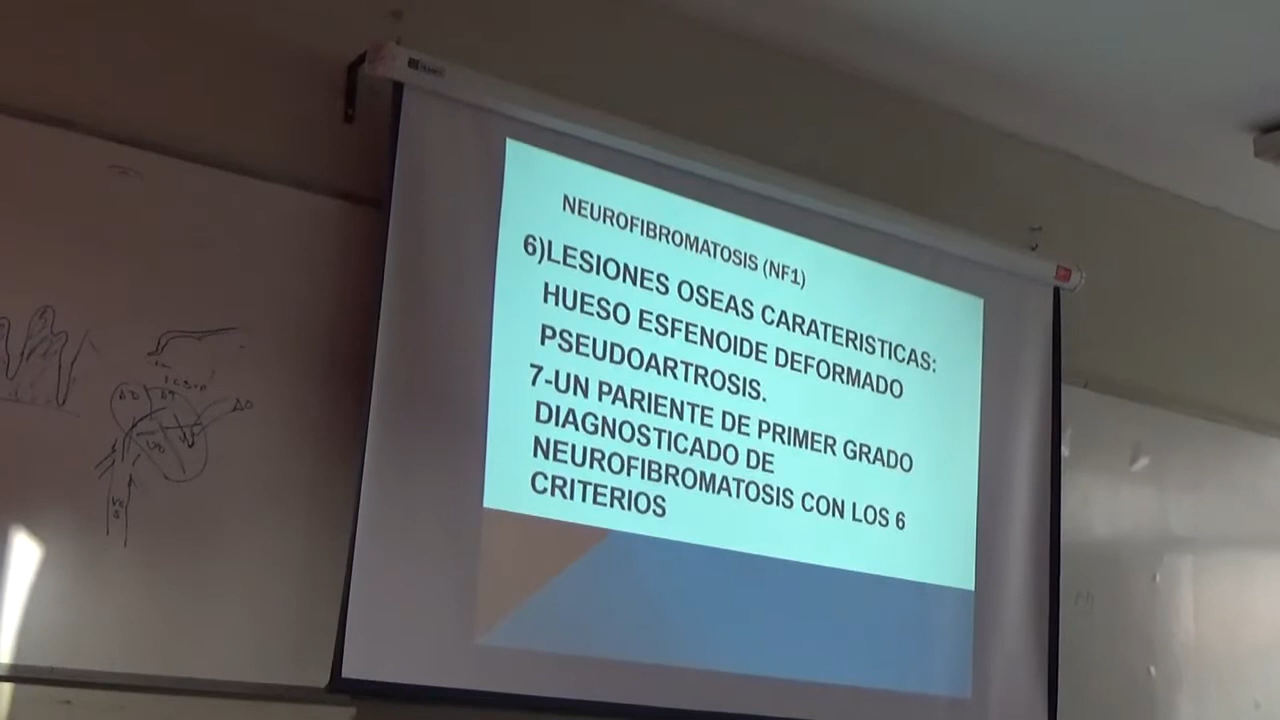 NEUROFIBROMATOSIS (NF1)
6)LESIONES OSEAS CARATERISTICAS:
HUESO ESFENOIDE DEFORMADO
PSEUDOARTROSIS.
7-UN PARIENTE DE PRIMER GRADO
DIAGNOSTICADO DE
NEUROFIBROMATOSIS CON LOS 6
CRITERIOS